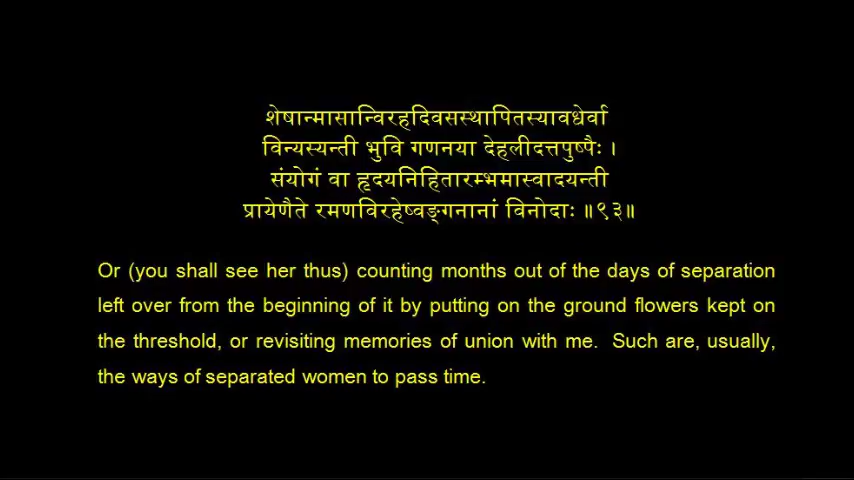 शेषान्मासान्विरहदिवसस्थापितस्यावधेर्वा
विन्यस्यन्ती भुवि गणनया देहलीदत्तपुष्पैः ।
संयोगं वा हृदयनिहितारम्भमास्वादयन्ती
प्रायेणैते रमणविरहेष्वङ्गनानां विनोदाः ॥९३॥
Or (you shall see her thus) counting months out of the days of separation
left over from the beginning of it by putting on the ground flowers kept on
the threshold, or revisiting memories of union with me. Such are, usually,
the ways of separated women to pass time.